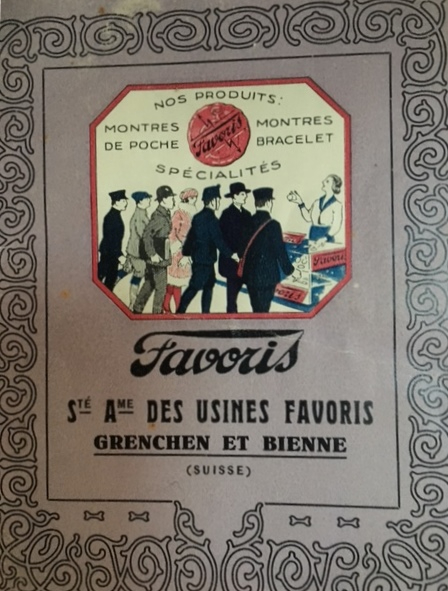 NOS PRODUITS:
MONTRES DE POCHE
Favoris
MONTRES BRACELET
SPÉCIALITÉS
Favoris
Favoris
STÉ AME DES USINES FAVORIS
GRENCHEN ET BIENNE
(SUISSE)